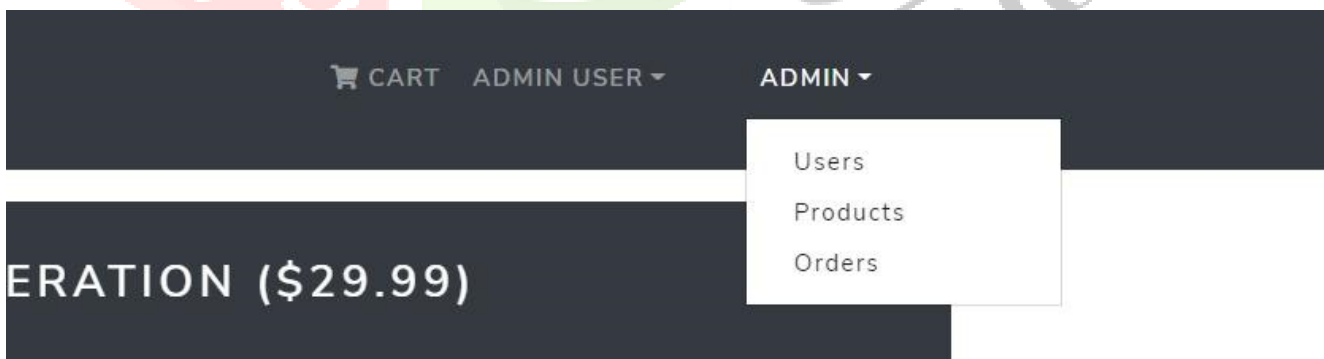 CART ADMIN USER ADMIN
Users
Products
Orders
ERATION ($29.99)